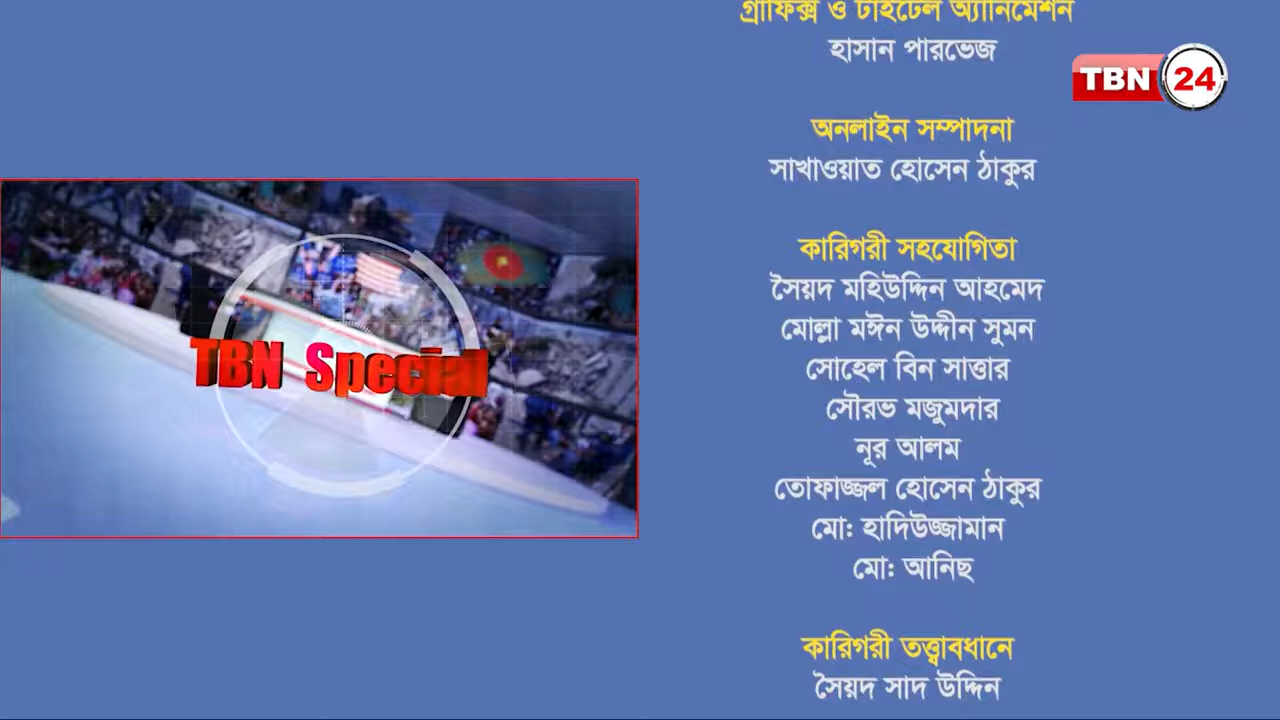 গ্রাফিক্স ও টাইটেল অ্যানিমেশন
হাসান পারভেজ
TBN 24
অনলাইন সম্পাদনা
সাখাওয়াত হোসেন ঠাকুর
কারিগরী সহযোগিতা
সৈয়দ মহিউদ্দিন আহমেদ
মোল্লা মঈন উদ্দীন সুমন
সোহেল বিন সাত্তার
সৌরভ মজুমদার
নূর আলম
তোফাজ্জল হোসেন ঠাকুর
মো: হাদিউজ্জামান
মো: আনিছ
কারিগরী তত্ত্বাবধানে
সৈয়দ সাদ উদ্দিন
TBN Special